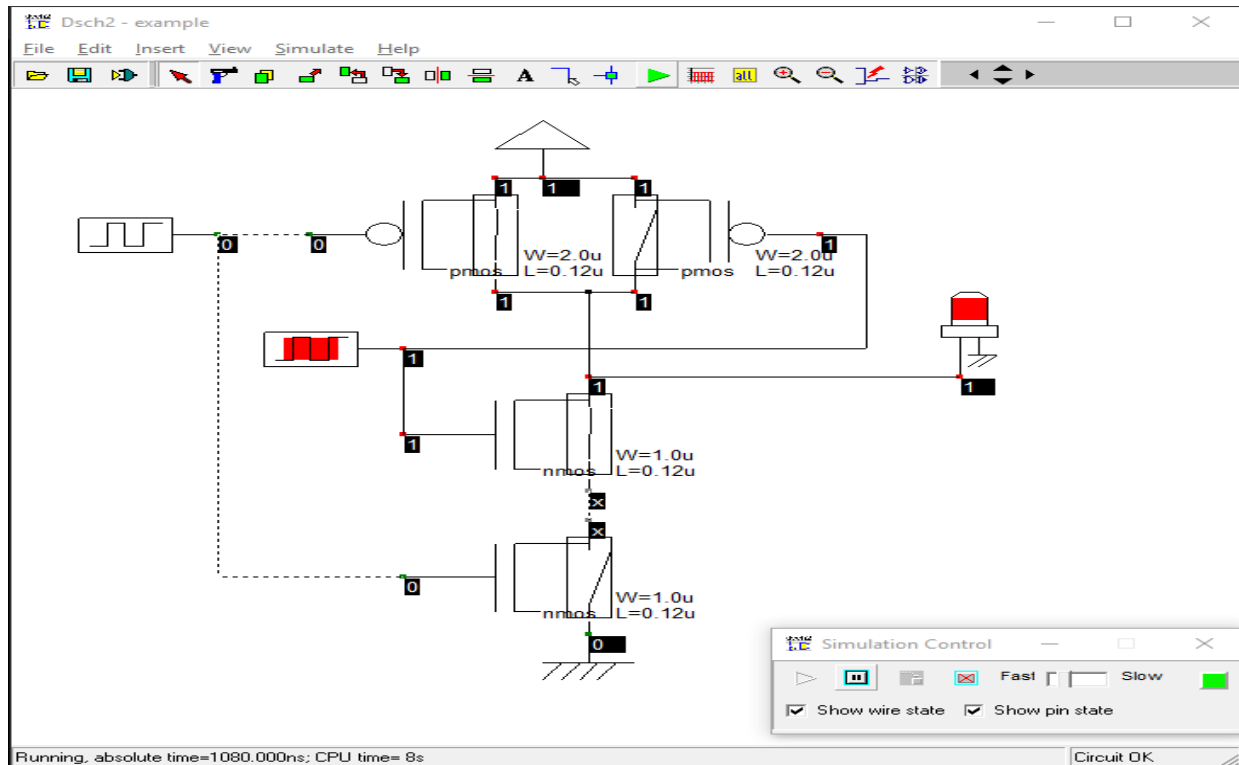 Dsch2 - example
File Edit Insert View Simulate Help
A all
1 1 1
0 0 1
W=2.0u W=2.0u
pmos L=0.12u pmos L=0.12u
1 1
1
1 1
1
W=1.0u
nmos L=0.12u
x
x
0
W=1.0u
nmos L=0.12u
0
Simulation Control
Fast Slow
Show wire state Show pin state
Running, absolute time=1080.000ns; CPU time= 8s Circuit OK